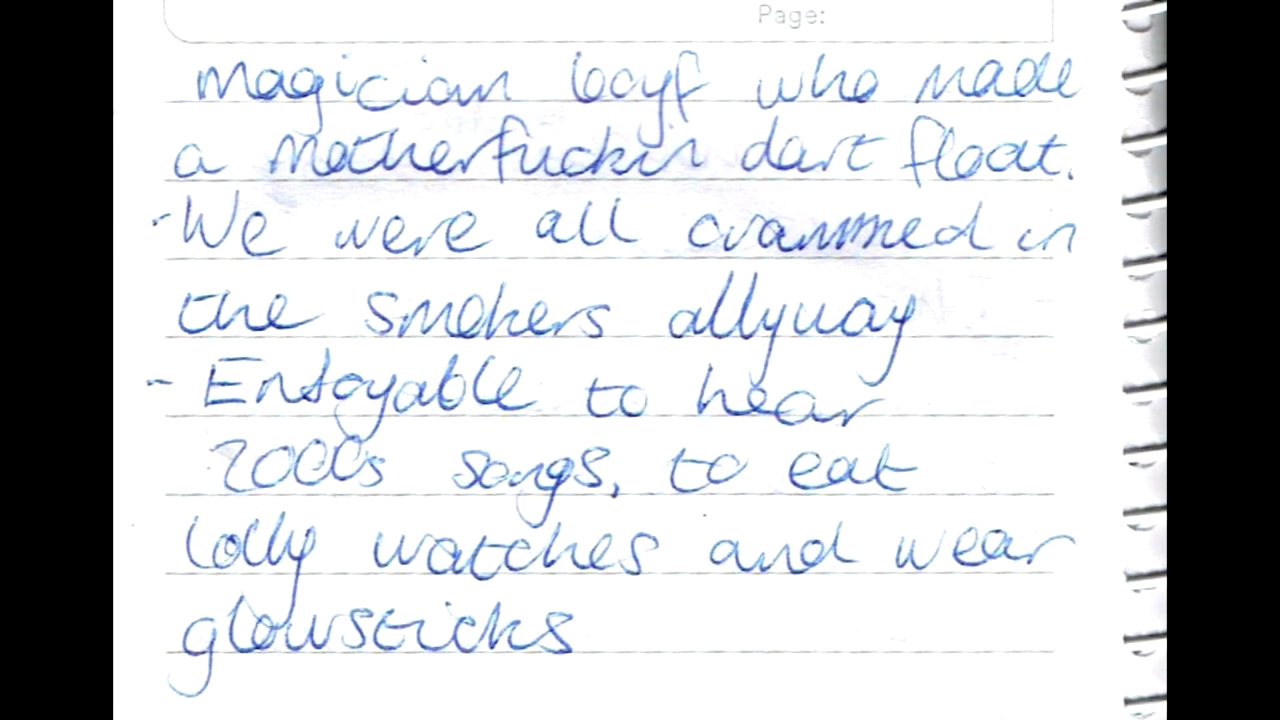 Page:
magician boyf who made
a motherfuckin dart float.
- We were all crammed in
the smokers allyway
- Enjoyable to hear
2000s songs, to eat
lolly watches and wear
glowsticks